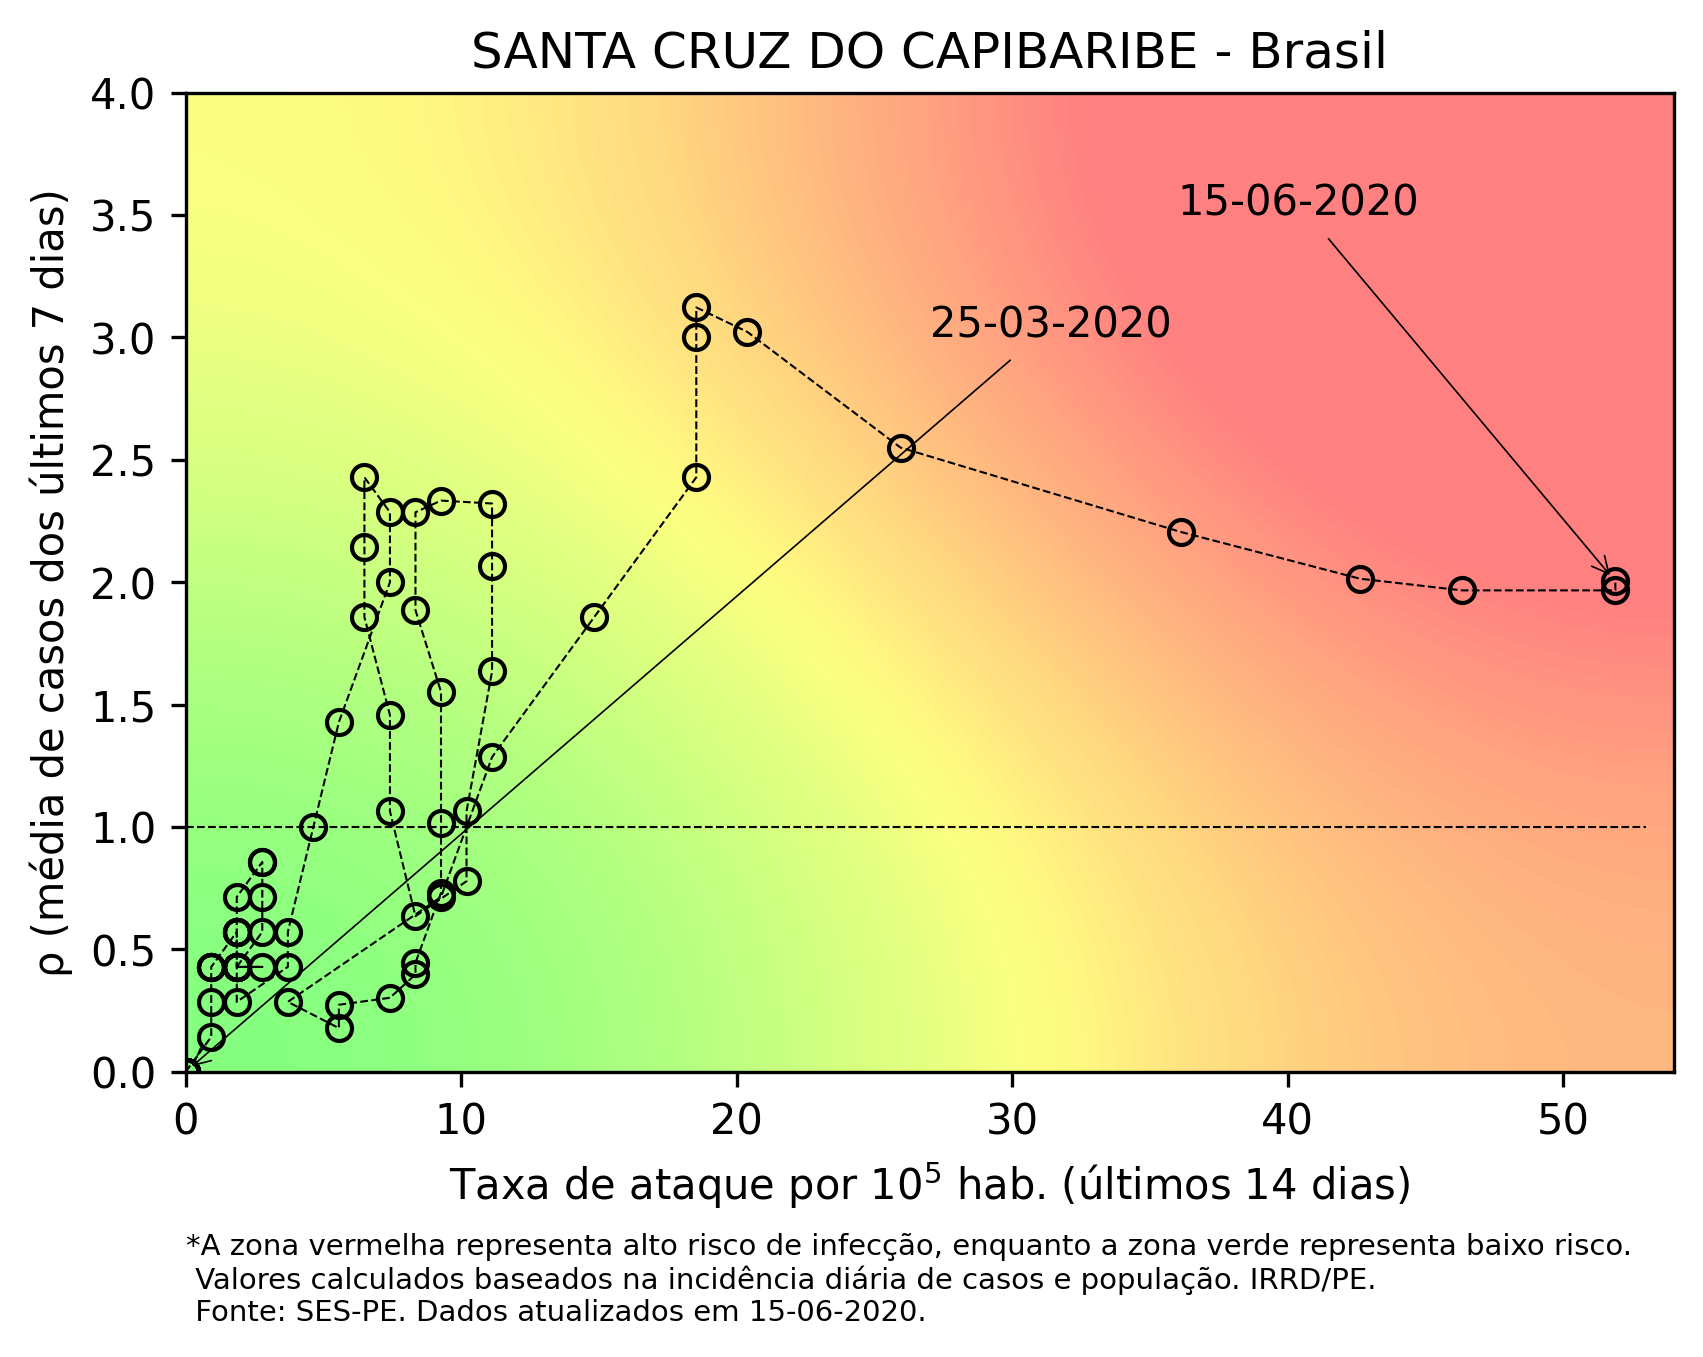 SANTA CRUZ DO CAPIBARIBE - Brasil
4.0
3.5
3.0
2.5
2.0
1.5
1.0
0.5
0.0
ρ (média de casos dos últimos 7 dias)
15-06-2020
25-03-2020
0 10 20 30 40 50
Taxa de ataque por 10⁵ hab. (últimos 14 dias)
*A zona vermelha representa alto risco de infecção, enquanto a zona verde representa baixo risco.
Valores calculados baseados na incidência diária de casos e população. IRRD/PE.
Fonte: SES-PE. Dados atualizados em 15-06-2020.